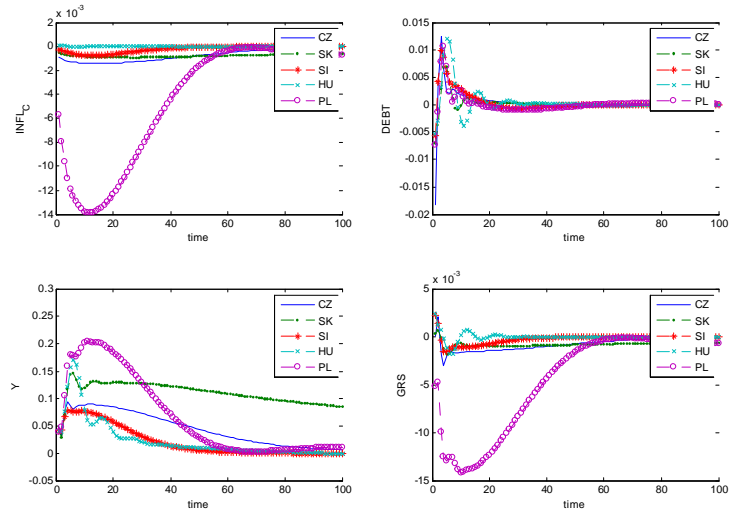 x 10⁻³
2
0
-2
-4
-6
-8
-10
-12
-14
INFL_C
0 20 40 60 80 100
time
CZ
SK
SI
HU
PL
0.015
0.01
0.005
0
-0.005
-0.01
-0.015
-0.02
DEBT
0 20 40 60 80 100
time
CZ
SK
SI
HU
PL
0.3
0.25
0.2
0.15
0.1
0.05
0
-0.05
Y
0 20 40 60 80 100
time
CZ
SK
SI
HU
PL
x 10⁻³
5
0
-5
-10
-15
GRS
0 20 40 60 80 100
time
CZ
SK
SI
HU
PL